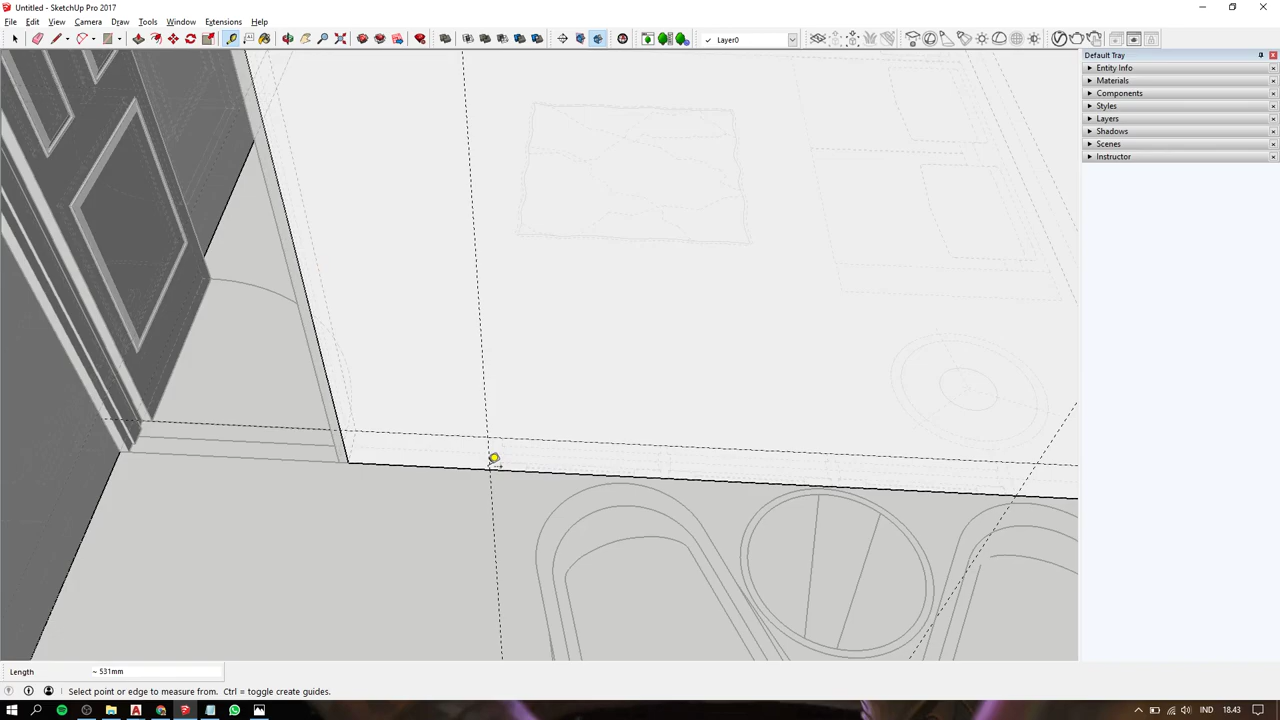 Untitled - SketchUp Pro 2017
File Edit View Camera Draw Tools Window Extensions Help
Layer0
Default Tray
Entity Info
Materials
Components
Styles
Layers
Shadows
Scenes
Instructor
Length ~ 531mm
Select point or edge to measure from. Ctrl = toggle create guides.
IND 18.43